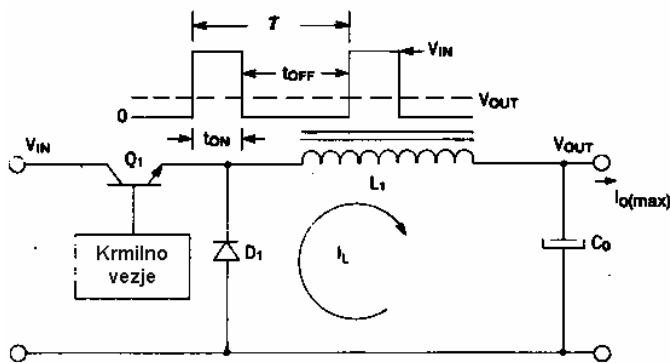 τ
VIN
tOFF
0
VOUT
tON
VIN
Q1
VOUT
L1
IO(max)
Krmilno
vezje
D1
IL
CO